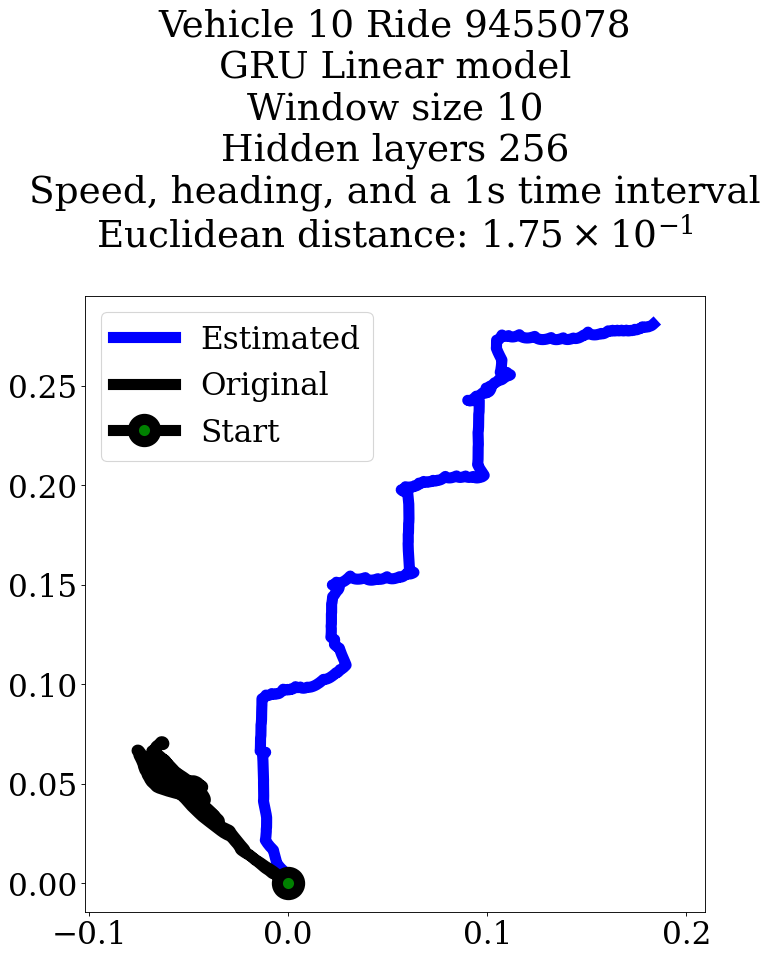 Vehicle 10 Ride 9455078
GRU Linear model
Window size 10
Hidden layers 256
Speed, heading, and a 1s time interval
Euclidean distance: 1.75 × 10⁻¹
Estimated
Original
Start
0.25
0.20
0.15
0.10
0.05
0.00
−0.1 0.0 0.1 0.2